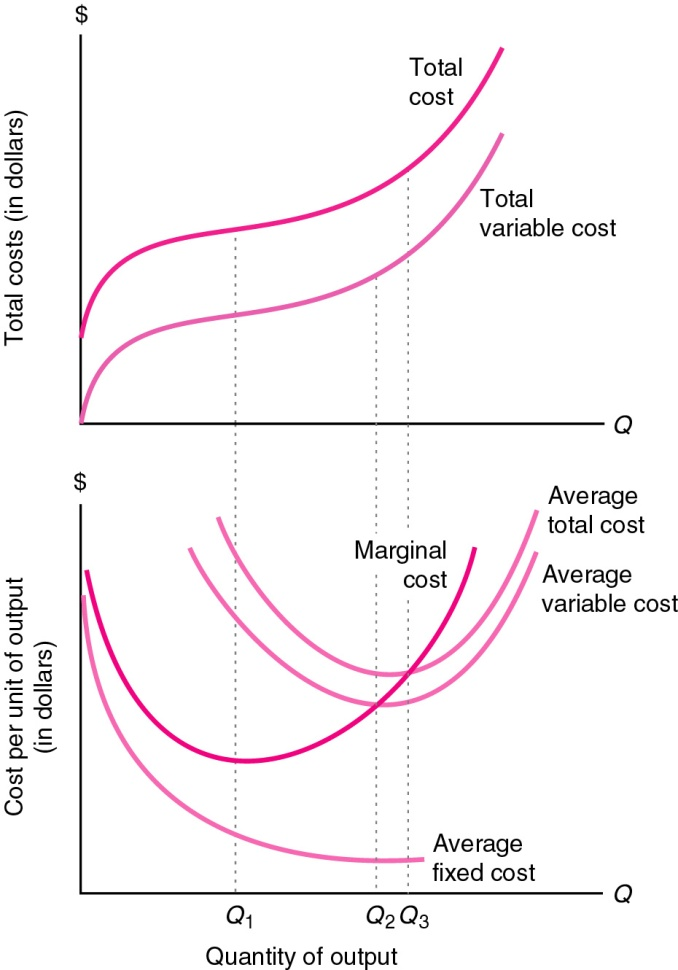 $
Total costs (in dollars)
Total
cost
Total
variable cost
Q
$
Cost per unit of output
(in dollars)
Average
total cost
Marginal
cost
Average
variable cost
Average
fixed cost
Q
Q1
Q2 Q3
Quantity of output